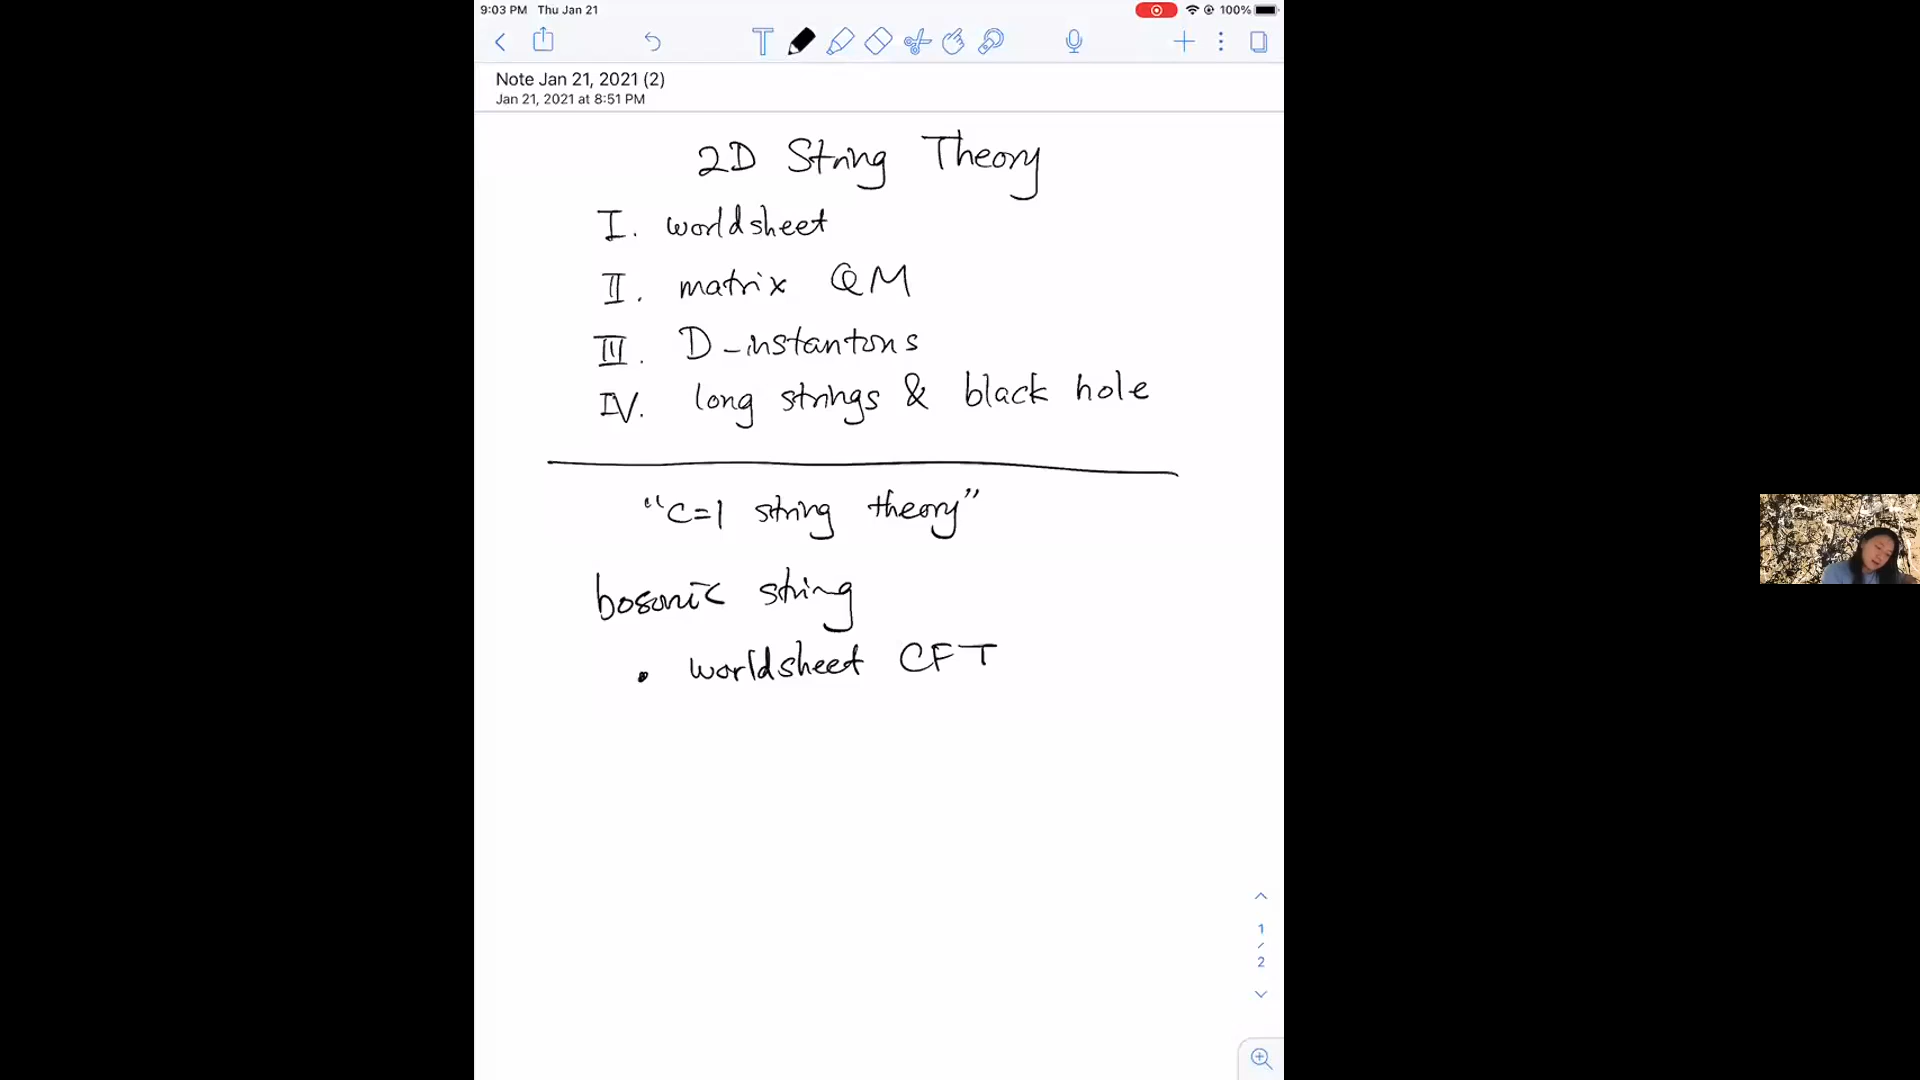 9:03 PM Thu Jan 21
100%
Note Jan 21, 2021 (2)
Jan 21, 2021 at 8:51 PM
2D String Theory
I. worldsheet
II. matrix QM
III. D-instantons
IV. long strings & black hole
"c=1 string theory"
bosonic string
• worldsheet CFT
1
/
2